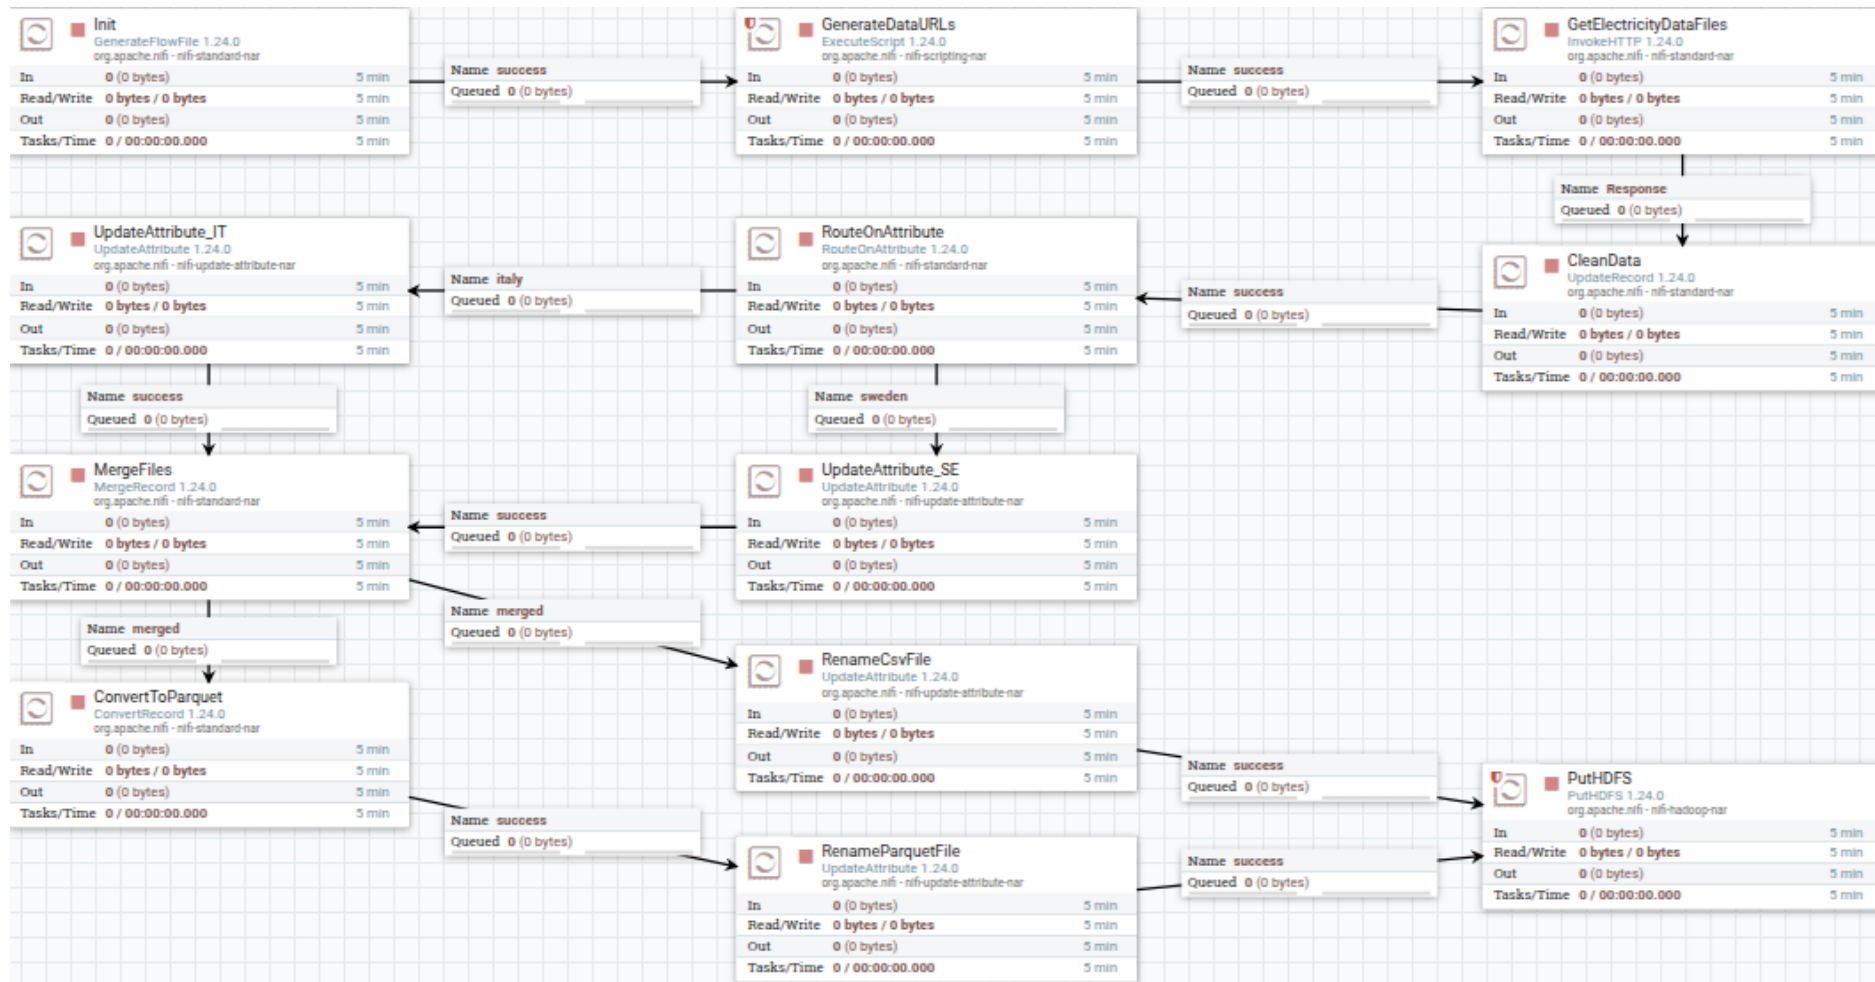 Init
GenerateFlowFile 1.24.0
org.apache.nifi - nifi-standard-nar
In 0 (0 bytes) 5 min
Read/Write 0 bytes / 0 bytes 5 min
Out 0 (0 bytes) 5 min
Tasks/Time 0 / 00:00:00.000 5 min
Name success
Queued 0 (0 bytes)
GenerateDataURLs
ExecuteScript 1.24.0
org.apache.nifi - nifi-scripting-nar
In 0 (0 bytes) 5 min
Read/Write 0 bytes / 0 bytes 5 min
Out 0 (0 bytes) 5 min
Tasks/Time 0 / 00:00:00.000 5 min
Name success
Queued 0 (0 bytes)
GetElectricityDataFiles
InvokeHTTP 1.24.0
org.apache.nifi - nifi-standard-nar
In 0 (0 bytes) 5 min
Read/Write 0 bytes / 0 bytes 5 min
Out 0 (0 bytes) 5 min
Tasks/Time 0 / 00:00:00.000 5 min
Name Response
Queued 0 (0 bytes)
UpdateAttribute_IT
UpdateAttribute 1.24.0
org.apache.nifi - nifi-update-attribute-nar
In 0 (0 bytes) 5 min
Read/Write 0 bytes / 0 bytes 5 min
Out 0 (0 bytes) 5 min
Tasks/Time 0 / 00:00:00.000 5 min
Name italy
Queued 0 (0 bytes)
RouteOnAttribute
RouteOnAttribute 1.24.0
org.apache.nifi - nifi-standard-nar
In 0 (0 bytes) 5 min
Read/Write 0 bytes / 0 bytes 5 min
Out 0 (0 bytes) 5 min
Tasks/Time 0 / 00:00:00.000 5 min
Name success
Queued 0 (0 bytes)
CleanData
UpdateRecord 1.24.0
org.apache.nifi - nifi-standard-nar
In 0 (0 bytes) 5 min
Read/Write 0 bytes / 0 bytes 5 min
Out 0 (0 bytes) 5 min
Tasks/Time 0 / 00:00:00.000 5 min
Name success
Queued 0 (0 bytes)
Name sweden
Queued 0 (0 bytes)
MergeFiles
MergeRecord 1.24.0
org.apache.nifi - nifi-standard-nar
In 0 (0 bytes) 5 min
Read/Write 0 bytes / 0 bytes 5 min
Out 0 (0 bytes) 5 min
Tasks/Time 0 / 00:00:00.000 5 min
Name success
Queued 0 (0 bytes)
UpdateAttribute_SE
UpdateAttribute 1.24.0
org.apache.nifi - nifi-update-attribute-nar
In 0 (0 bytes) 5 min
Read/Write 0 bytes / 0 bytes 5 min
Out 0 (0 bytes) 5 min
Tasks/Time 0 / 00:00:00.000 5 min
Name merged
Queued 0 (0 bytes)
Name merged
Queued 0 (0 bytes)
RenameCsvFile
UpdateAttribute 1.24.0
org.apache.nifi - nifi-update-attribute-nar
In 0 (0 bytes) 5 min
Read/Write 0 bytes / 0 bytes 5 min
Out 0 (0 bytes) 5 min
Tasks/Time 0 / 00:00:00.000 5 min
ConvertToParquet
ConvertRecord 1.24.0
org.apache.nifi - nifi-standard-nar
In 0 (0 bytes) 5 min
Read/Write 0 bytes / 0 bytes 5 min
Out 0 (0 bytes) 5 min
Tasks/Time 0 / 00:00:00.000 5 min
Name success
Queued 0 (0 bytes)
Name success
Queued 0 (0 bytes)
PutHDFS
PutHDFS 1.24.0
org.apache.nifi - nifi-hadoop-nar
In 0 (0 bytes) 5 min
Read/Write 0 bytes / 0 bytes 5 min
Out 0 (0 bytes) 5 min
Tasks/Time 0 / 00:00:00.000 5 min
RenameParquetFile
UpdateAttribute 1.24.0
org.apache.nifi - nifi-update-attribute-nar
In 0 (0 bytes) 5 min
Read/Write 0 bytes / 0 bytes 5 min
Out 0 (0 bytes) 5 min
Tasks/Time 0 / 00:00:00.000 5 min
Name success
Queued 0 (0 bytes)